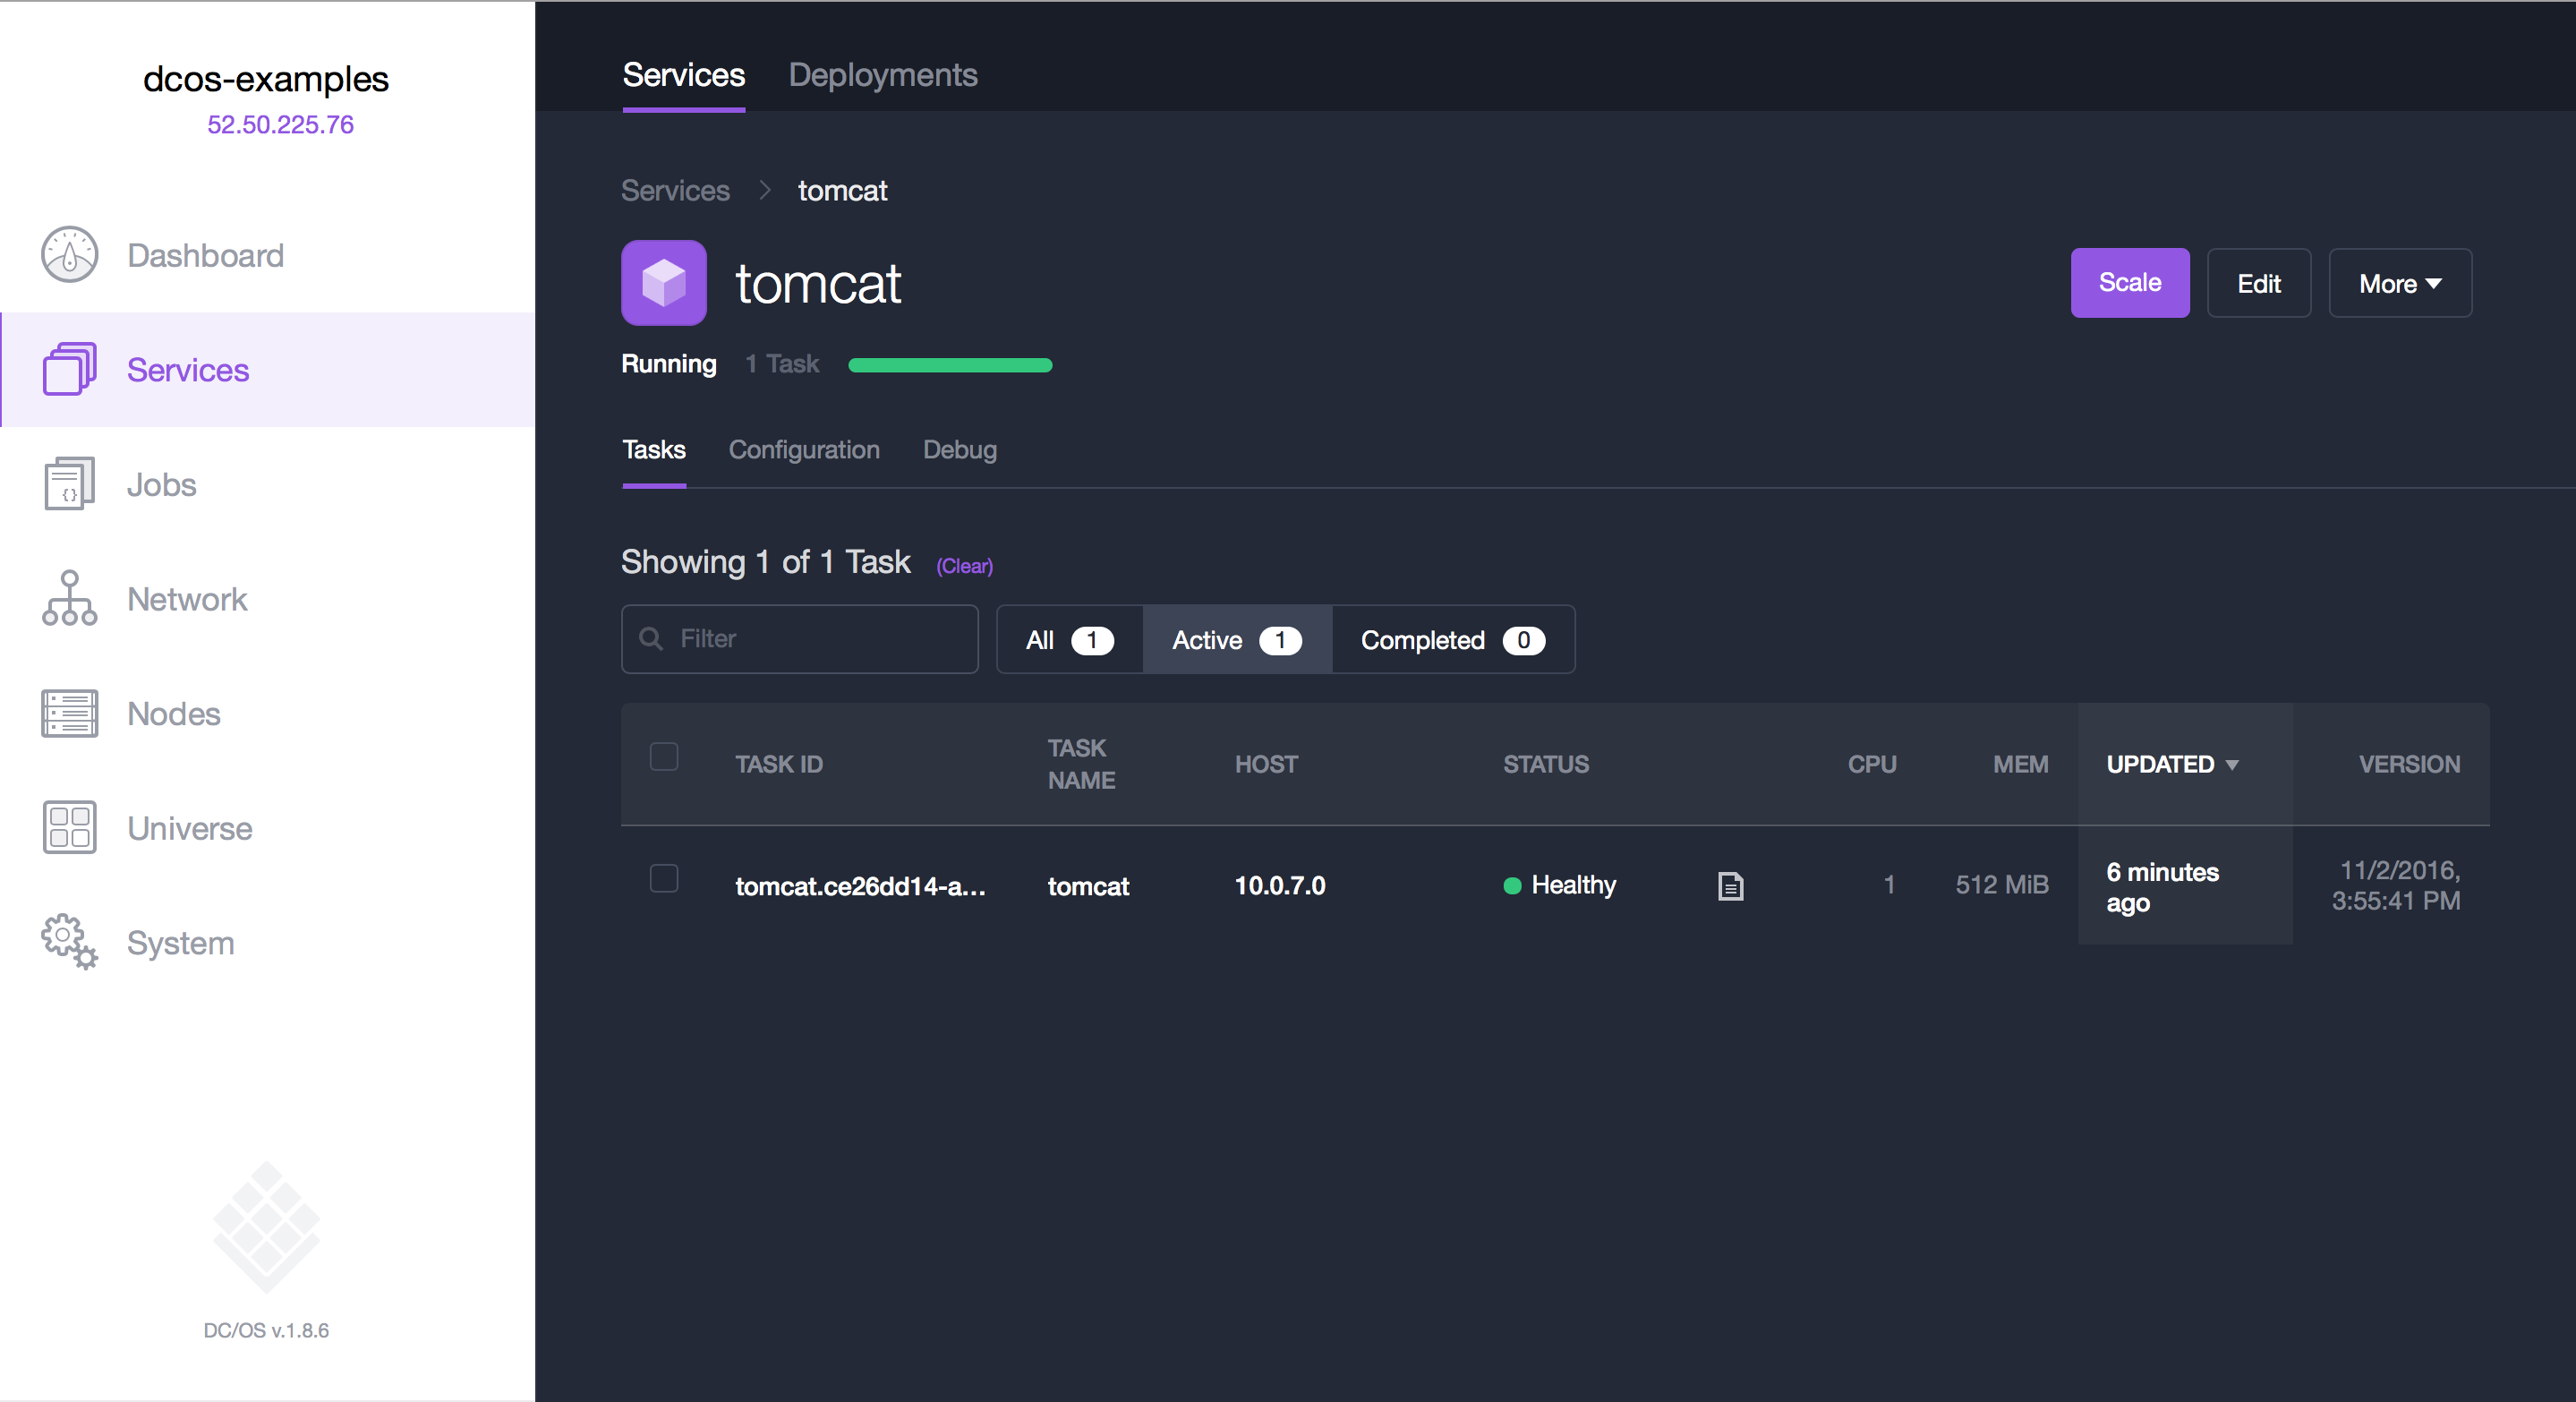 dcos-examples
52.50.225.76
Dashboard
Services
Jobs
Network
Nodes
Universe
System
DC/OS v.1.8.6
Services Deployments
Services tomcat
tomcat
Scale Edit More
Running 1 Task
Tasks Configuration Debug
Showing 1 of 1 Task (Clear)
Filter All 1 Active 1 Completed 0
TASK ID TASK NAME HOST STATUS CPU MEM UPDATED VERSION
tomcat.ce26dd14-a... tomcat 10.0.7.0 Healthy 1 512 MiB 6 minutes ago 11/2/2016, 3:55:41 PM